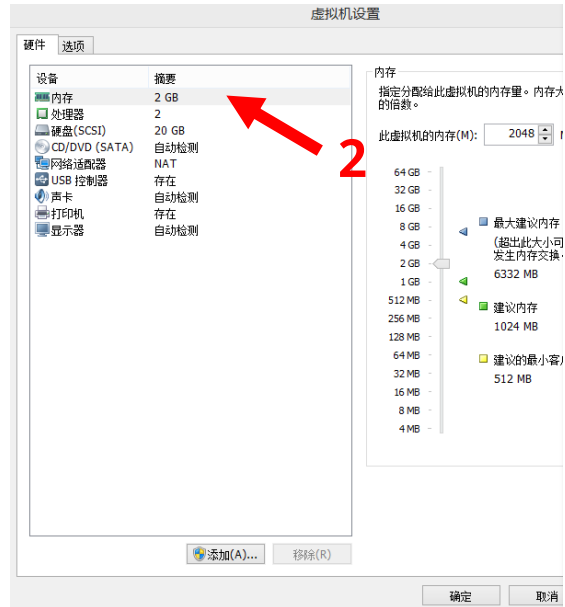 虚拟机设置
硬件 选项
设备 摘要
内存 2 GB
处理器 2
硬盘(SCSI) 20 GB
CD/DVD (SATA) 自动检测
网络适配器 NAT
USB 控制器 存在
声卡 自动检测
打印机 存在
显示器 自动检测
2
添加(A)... 移除(R)
内存
指定分配给此虚拟机的内存量。内存大
的倍数。
此虚拟机的内存(M): 2048
64 GB
32 GB
16 GB
8 GB
4 GB
2 GB
1 GB
512 MB
256 MB
128 MB
64 MB
32 MB
16 MB
8 MB
4 MB
最大建议内存
(超出此大小可
发生内存交换
6332 MB
建议内存
1024 MB
建议的最小客
512 MB
确定 取消